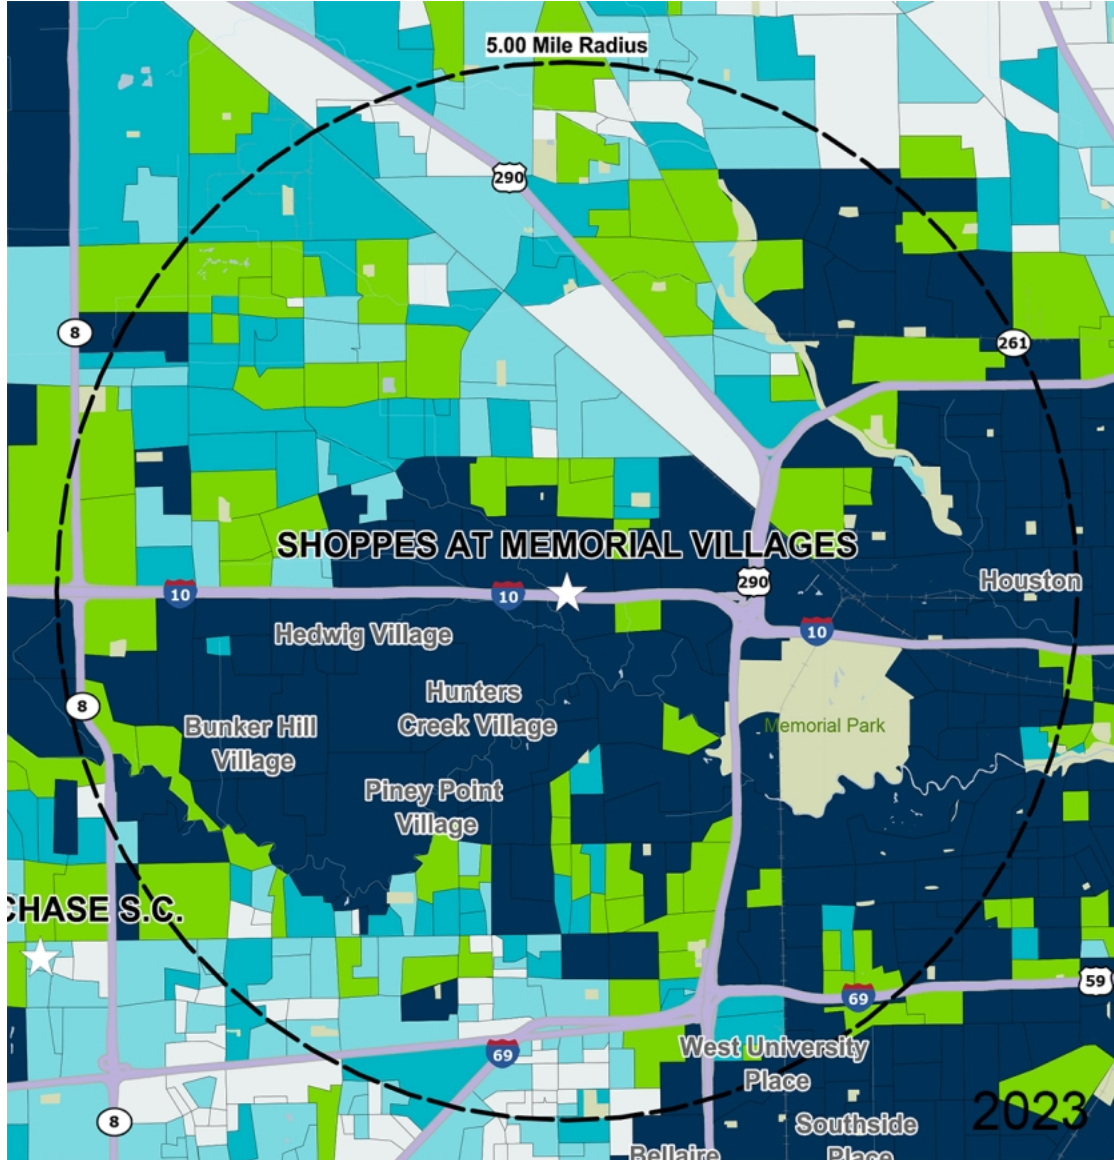 5.00 Mile Radius
290
8
261
SHOPPES AT MEMORIAL VILLAGES
10
10
290
Houston
10
Hedwig Village
Hunters
Creek Village
8
Bunker Hill
Village
Memorial Park
Piney Point
Village
CHASE S.C.
59
69
69
West University
Place
2023
8
Southside
Place
Bellaire